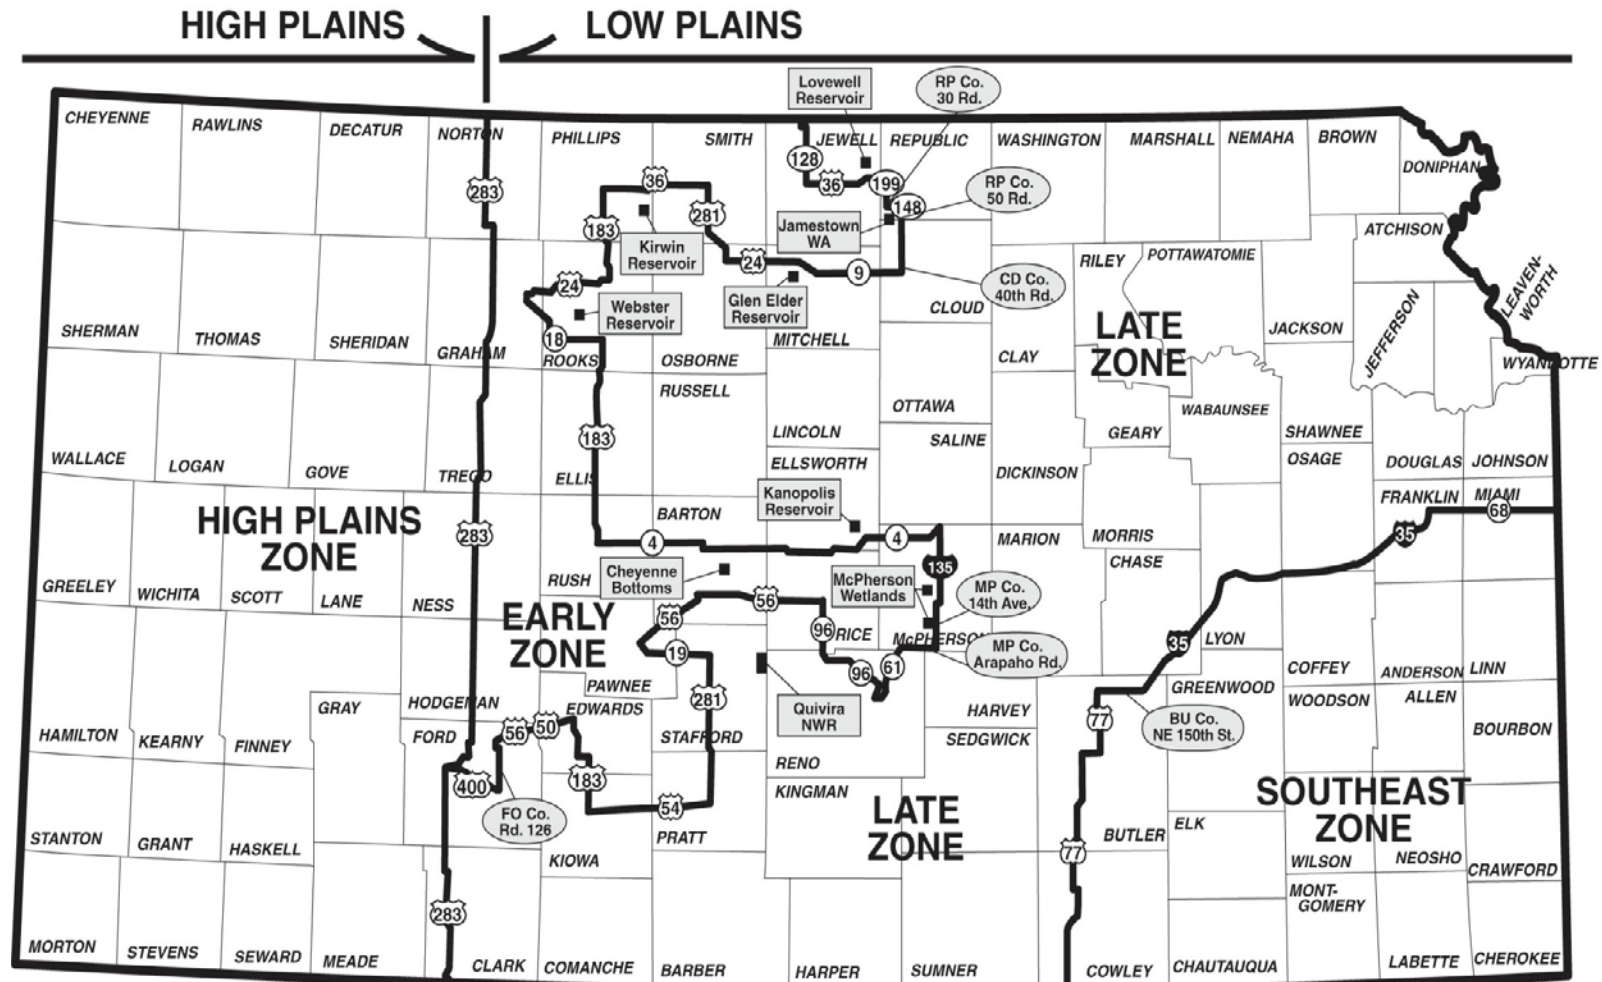 HIGH PLAINS
LOW PLAINS
Lovewell
Reservoir
RP Co.
30 Rd.
CHEYENNE
RAWLINS
DECATUR
NORTON
PHILLIPS
SMITH
JEWELL
REPUBLIC
WASHINGTON
MARSHALL
NEMAHA
BROWN
DONIPHAN
128
36
36
199
283
281
148
183
RP Co.
50 Rd.
Jamestown
WA
Kirwin
Reservoir
ATCHISON
RILEY
POTTAWATOMIE
24
9
24
Glen Elder
Reservoir
CD Co.
40th Rd.
LEAVEN-
WORTH
Webster
Reservoir
CLOUD
JACKSON
JEFFERSON
LATE
ZONE
SHERMAN
THOMAS
SHERIDAN
GRAHAM
18
ROOKS
OSBORNE
MITCHELL
CLAY
WYANDOTTE
RUSSELL
OTTAWA
WABAUNSEE
183
LINCOLN
SALINE
GEARY
SHAWNEE
WALLACE
LOGAN
GOVE
TREGO
ELLIS
ELLSWORTH
DICKINSON
OSAGE
DOUGLAS
JOHNSON
Kanopolis
Reservoir
FRANKLIN
MIAMI
68
HIGH PLAINS
ZONE
BARTON
283
4
4
MARION
MORRIS
35
135
CHASE
GREELEY
WICHITA
SCOTT
LANE
NESS
RUSH
Cheyenne
Bottoms
McPherson
Wetlands
MP Co.
14th Ave.
EARLY
ZONE
56
56
96
RICE
McPHERSON
35
LYON
19
96
61
MP Co.
Arapaho Rd.
COFFEY
ANDERSON
LINN
PAWNEE
HODGEMAN
GRAY
EDWARDS
281
Quivira
NWR
HARVEY
GREENWOOD
WOODSON
ALLEN
77
BU Co.
NE 150th St.
HAMILTON
KEARNY
FINNEY
FORD
56
50
STAFFORD
SEDGWICK
BOURBON
RENO
400
183
54
KINGMAN
LATE
ZONE
SOUTHEAST
ZONE
FO Co.
Rd. 126
STANTON
GRANT
HASKELL
PRATT
BUTLER
ELK
77
KIOWA
WILSON
NEOSHO
CRAWFORD
MONT-
GOMERY
283
MORTON
STEVENS
SEWARD
MEADE
CLARK
COMANCHE
BARBER
HARPER
SUMNER
COWLEY
CHAUTAUQUA
LABETTE
CHEROKEE